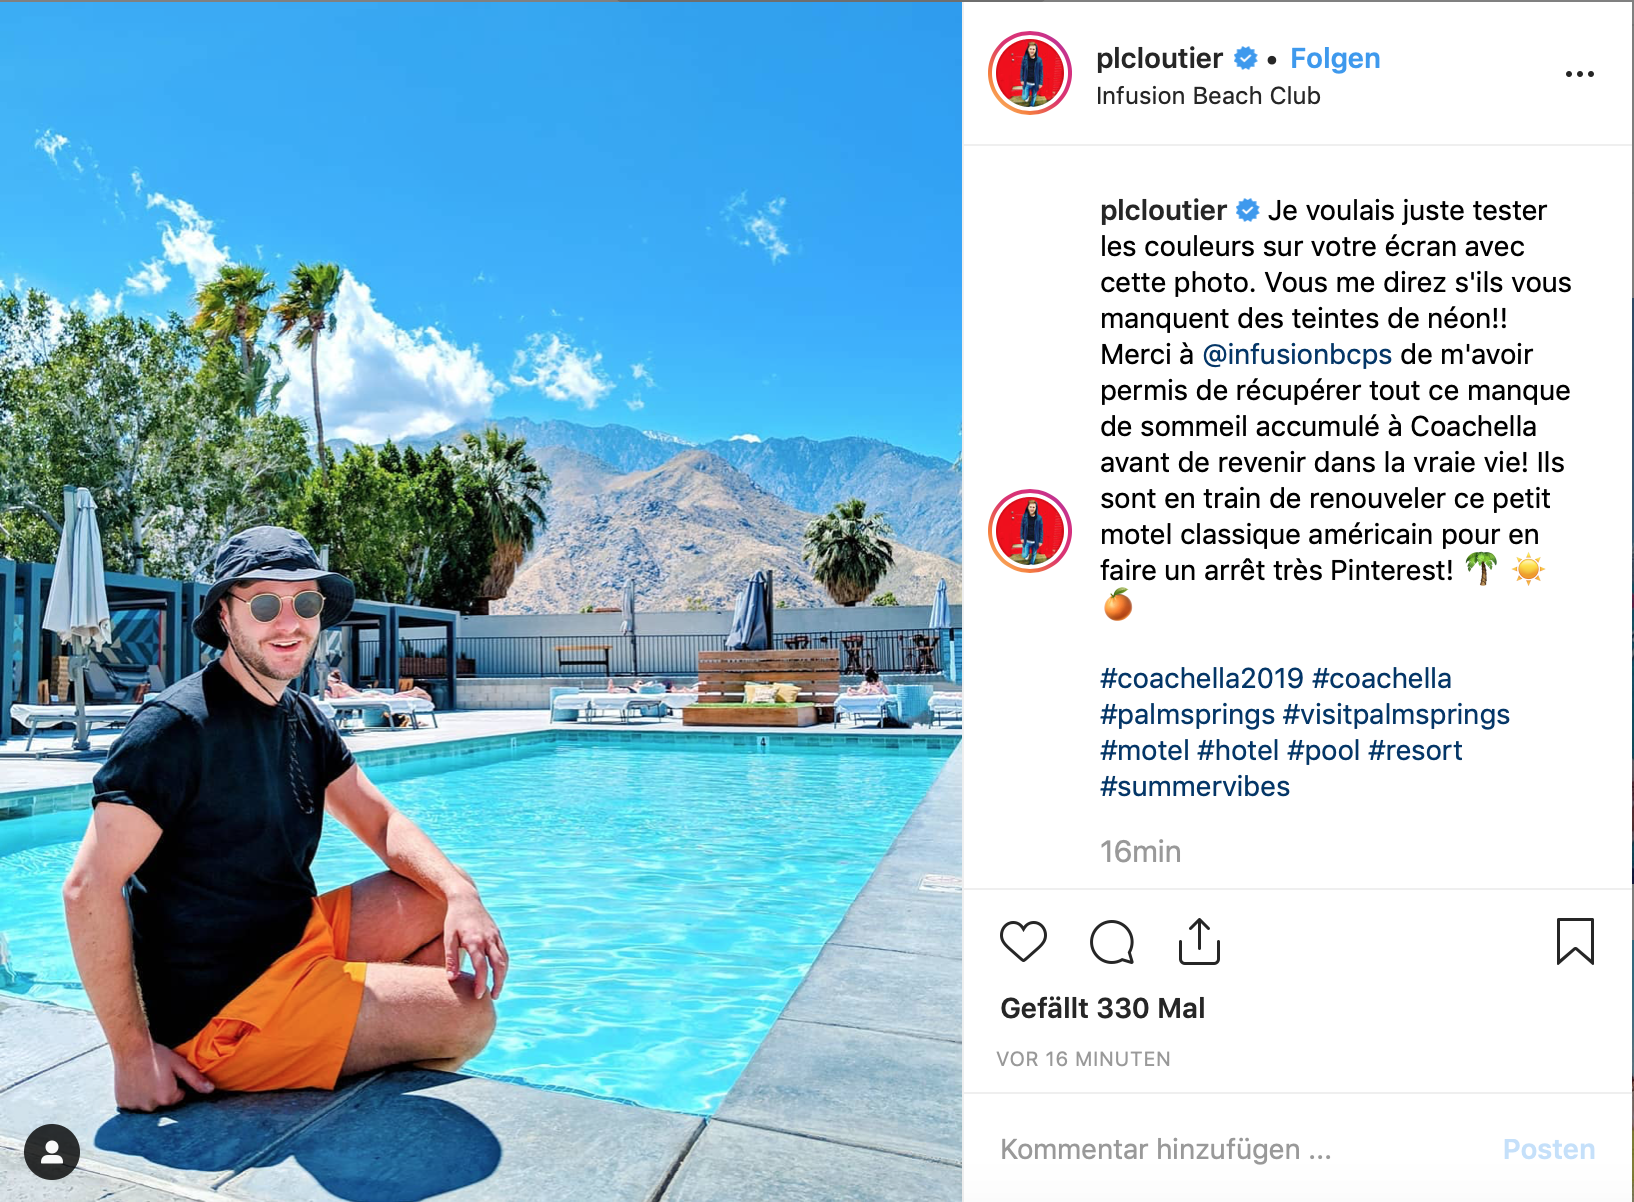 plcloutier • Folgen
Infusion Beach Club
plcloutier Je voulais juste tester
les couleurs sur votre écran avec
cette photo. Vous me direz s'ils vous
manquent des teintes de néon!!
Merci à @infusionbcps de m'avoir
permis de récupérer tout ce manque
de sommeil accumulé à Coachella
avant de revenir dans la vraie vie! Ils
sont en train de renouveler ce petit
motel classique américain pour en
faire un arrêt très Pinterest! 🌴 ☀️
🍊
#coachella2019 #coachella
#palmsprings #visitpalmsprings
#motel #hotel #pool #resort
#summervibes
16min
Gefällt 330 Mal
VOR 16 MINUTEN
Kommentar hinzufügen ... Posten